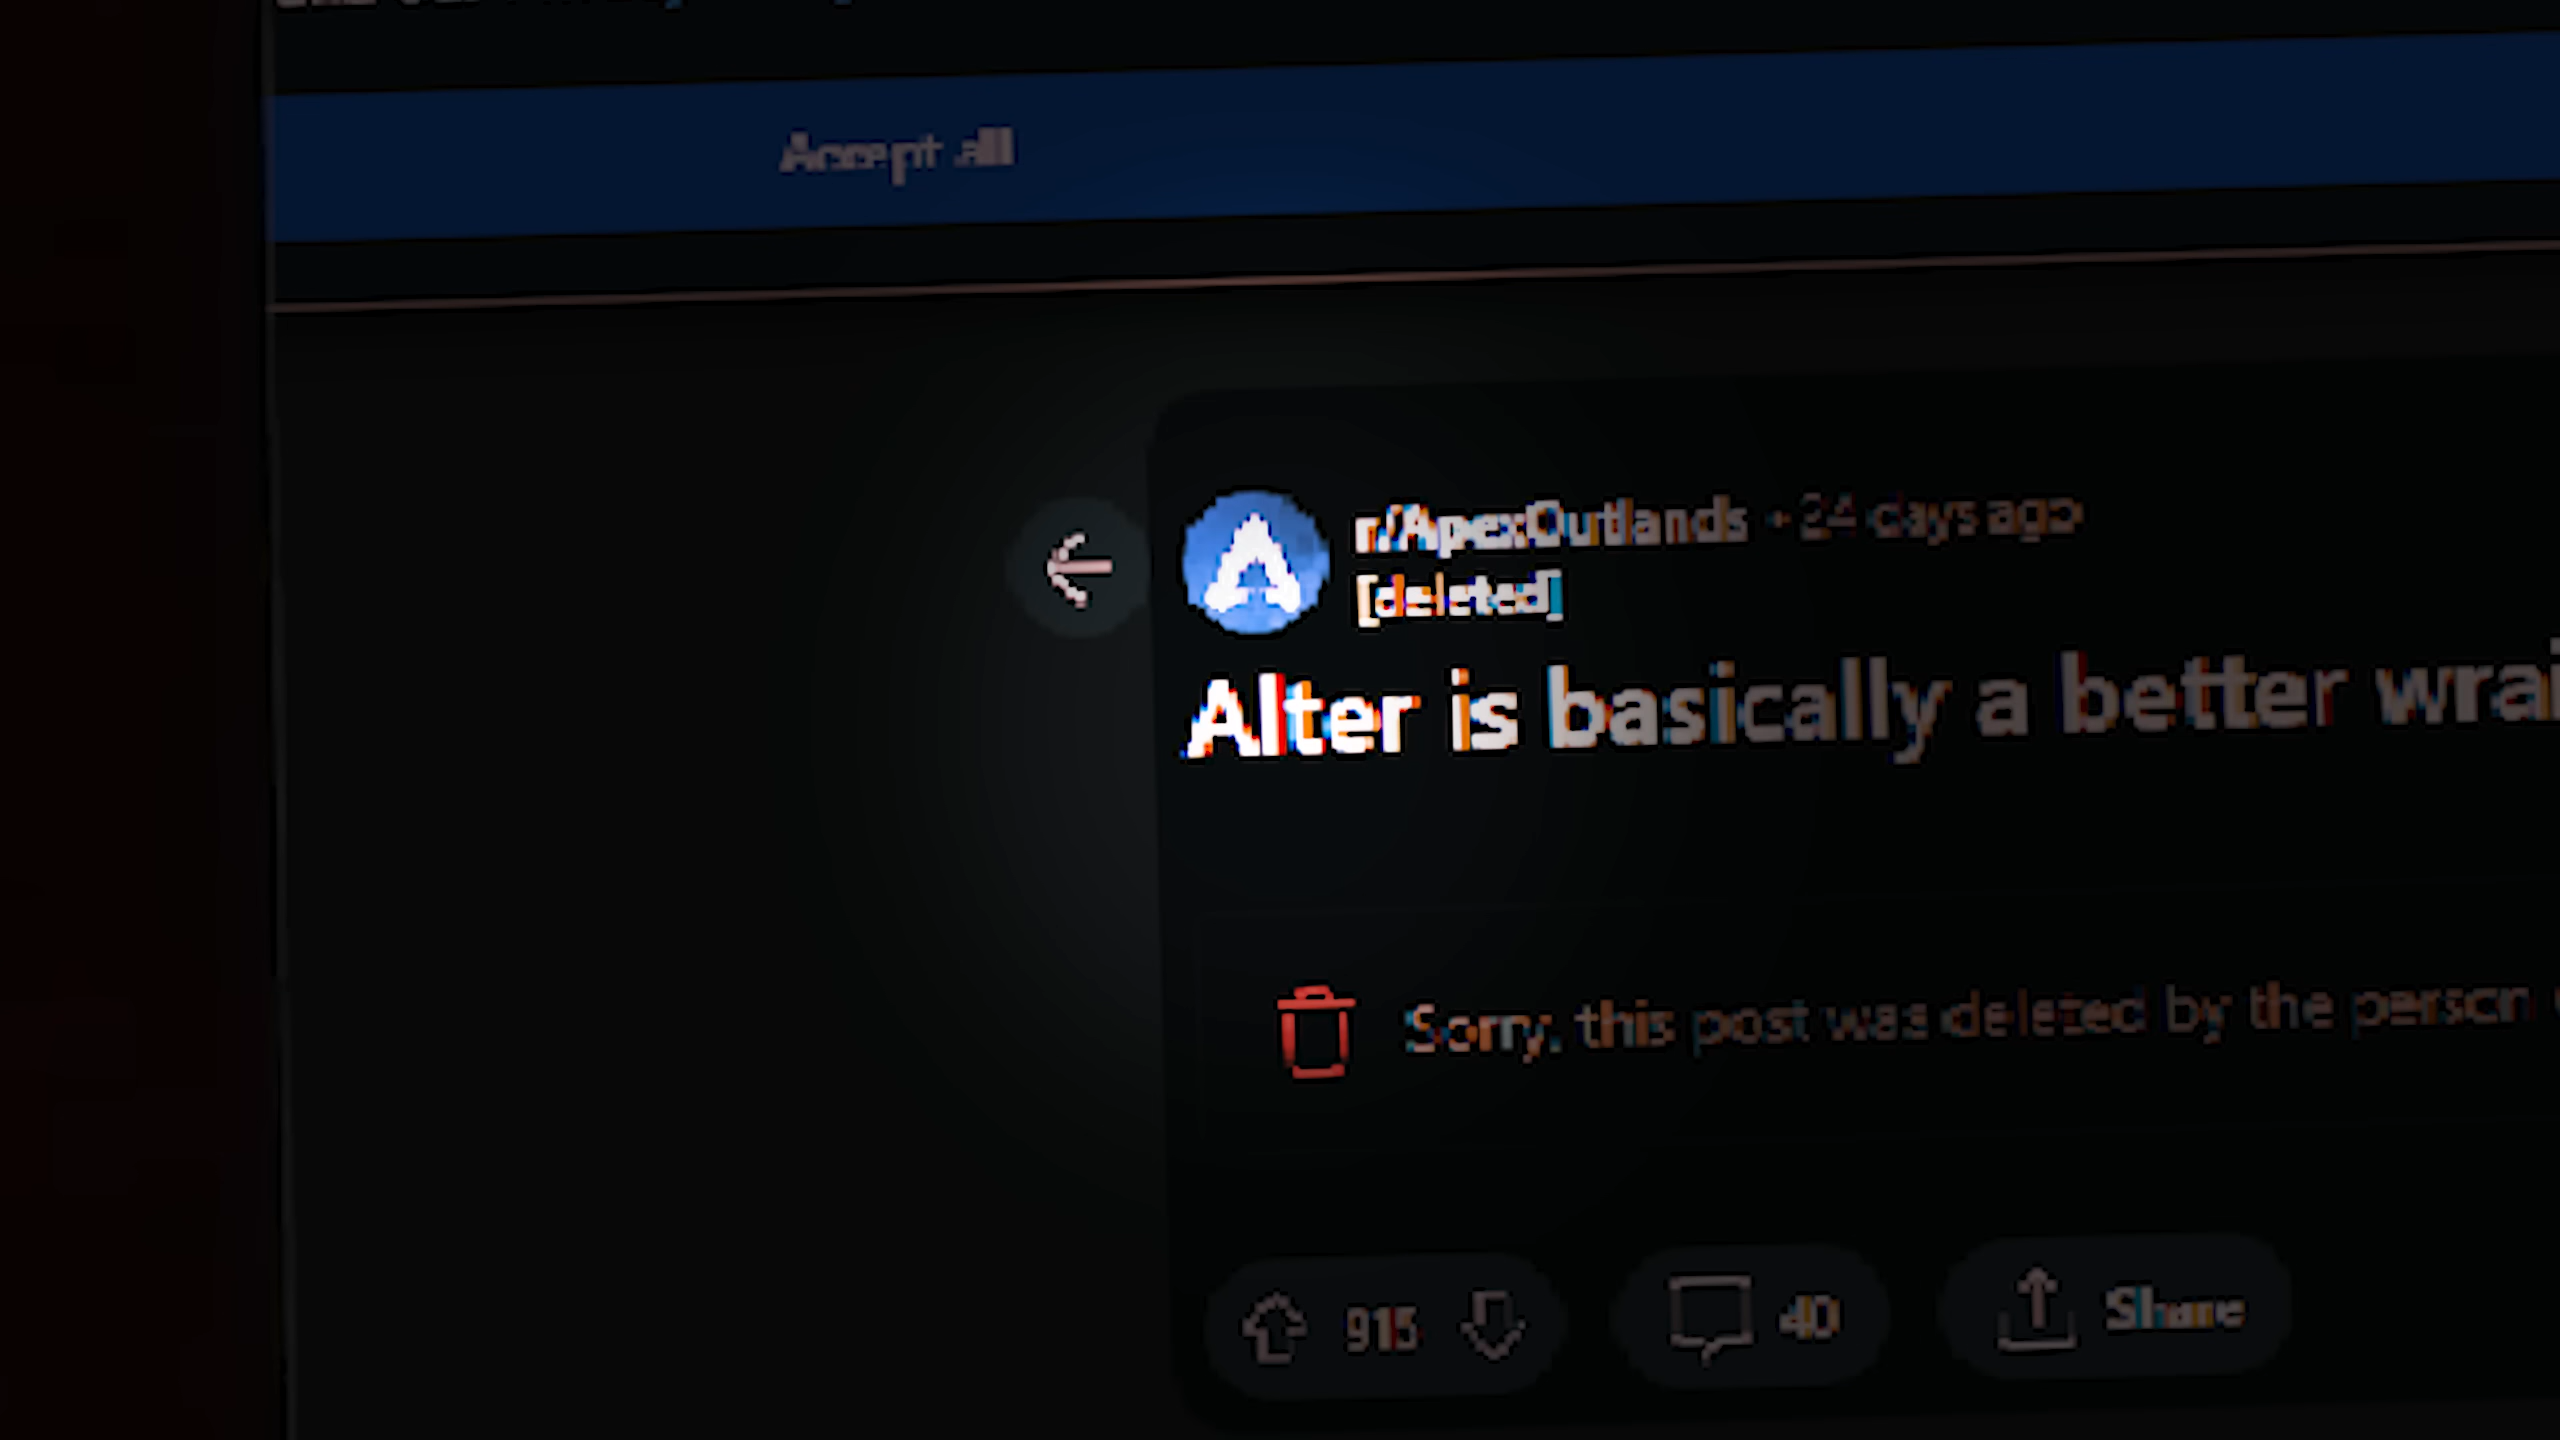 Accept all
r/ApexOutlands • 24 days ago
[deleted]
Alter is basically a better
Sorry, this post was deleted by the person
915
40
Share